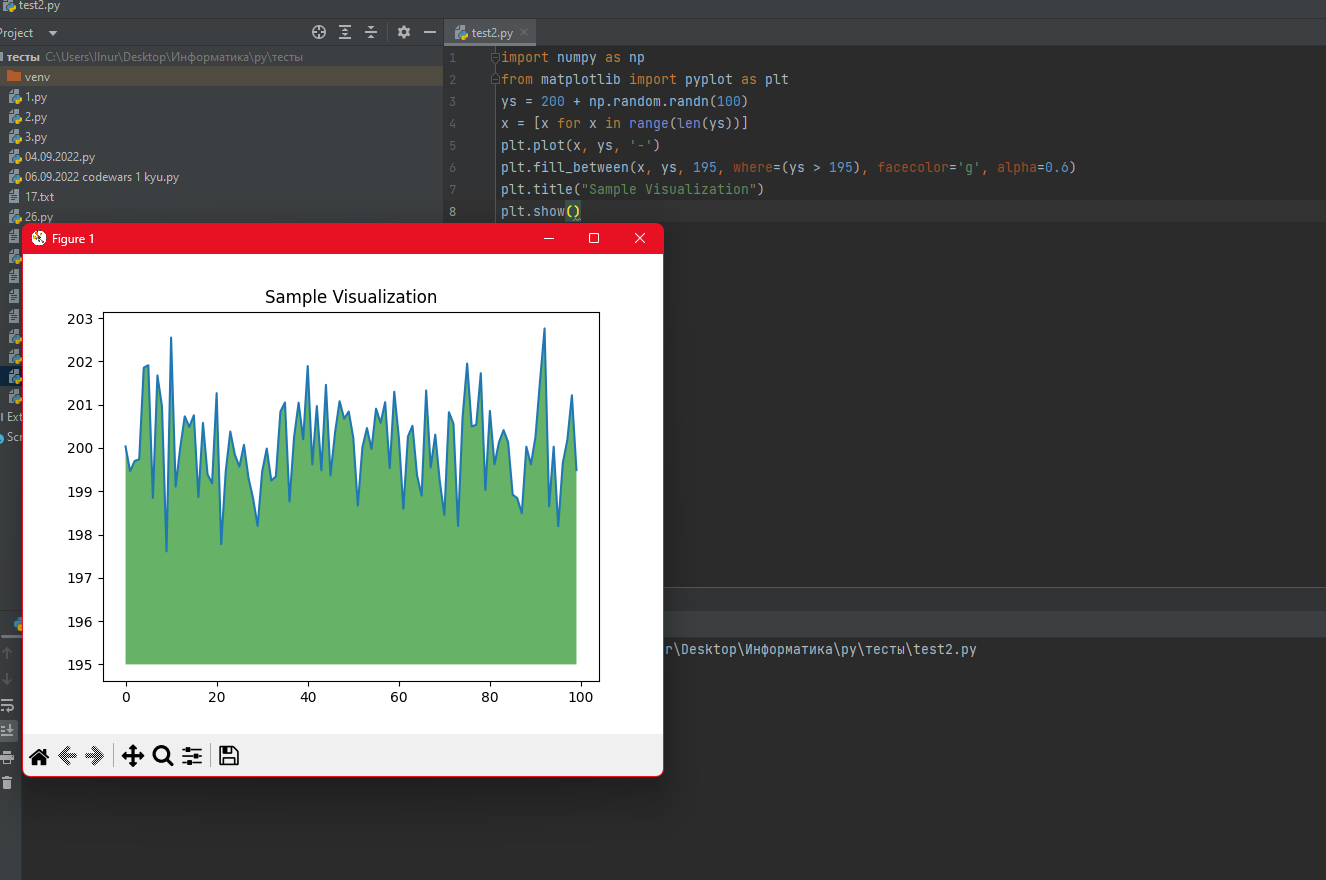 test2.py
Project
test2.py
тесты C:\Users\IInur\Desktop\Информатика\py\тесты
venv
1.py
2.py
3.py
04.09.2022.py
06.09.2022 codewars 1 kyu.py
17.txt
26.py
1 import numpy as np
2 from matplotlib import pyplot as plt
3 ys = 200 + np.random.randn(100)
4 x = [x for x in range(len(ys))]
5 plt.plot(x, ys, '-')
6 plt.fill_between(x, ys, 195, where=(ys > 195), facecolor='g', alpha=0.6)
7 plt.title("Sample Visualization")
8 plt.show()
Figure 1
Sample Visualization
203
202
201
200
199
198
197
196
195
0 20 40 60 80 100
Ext
Scr
r\Desktop\Информатика\py\тесты\test2.py